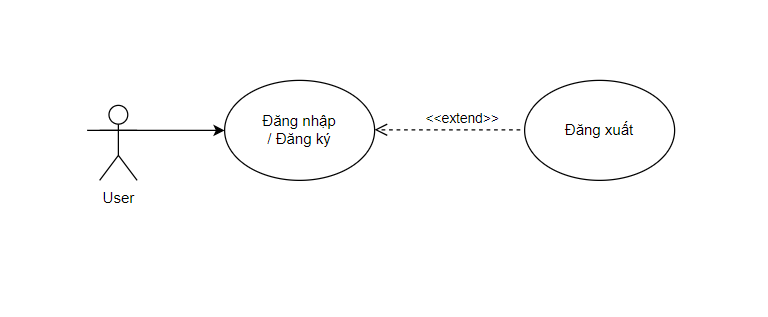 Đăng nhập
/ Đăng ký
<<extend>>
Đăng xuất
User